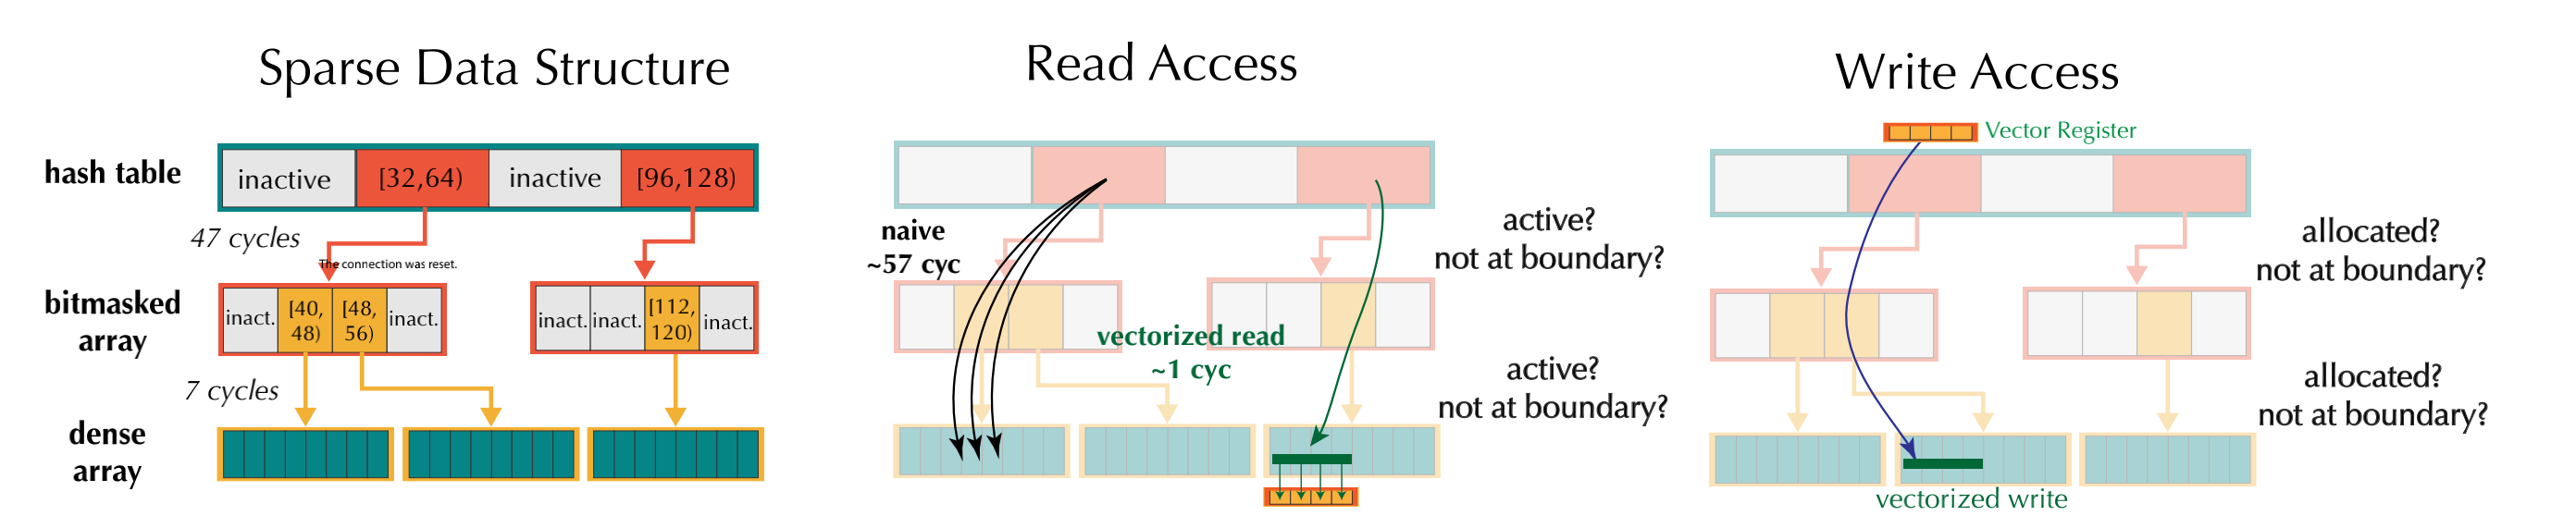 Sparse Data Structure
hash table
inactive
[32,64)
inactive
[96,128)
47 cycles
The connection was reset.
bitmasked
array
inact.
[40,
48)
[48,
56)
inact.
inact.
inact.
[112,
120)
inact.
7 cycles
dense
array
Read Access
naive
~57 cyc
active?
not at boundary?
vectorized read
~1 cyc
active?
not at boundary?
Write Access
Vector Register
allocated?
not at boundary?
allocated?
not at boundary?
vectorized write